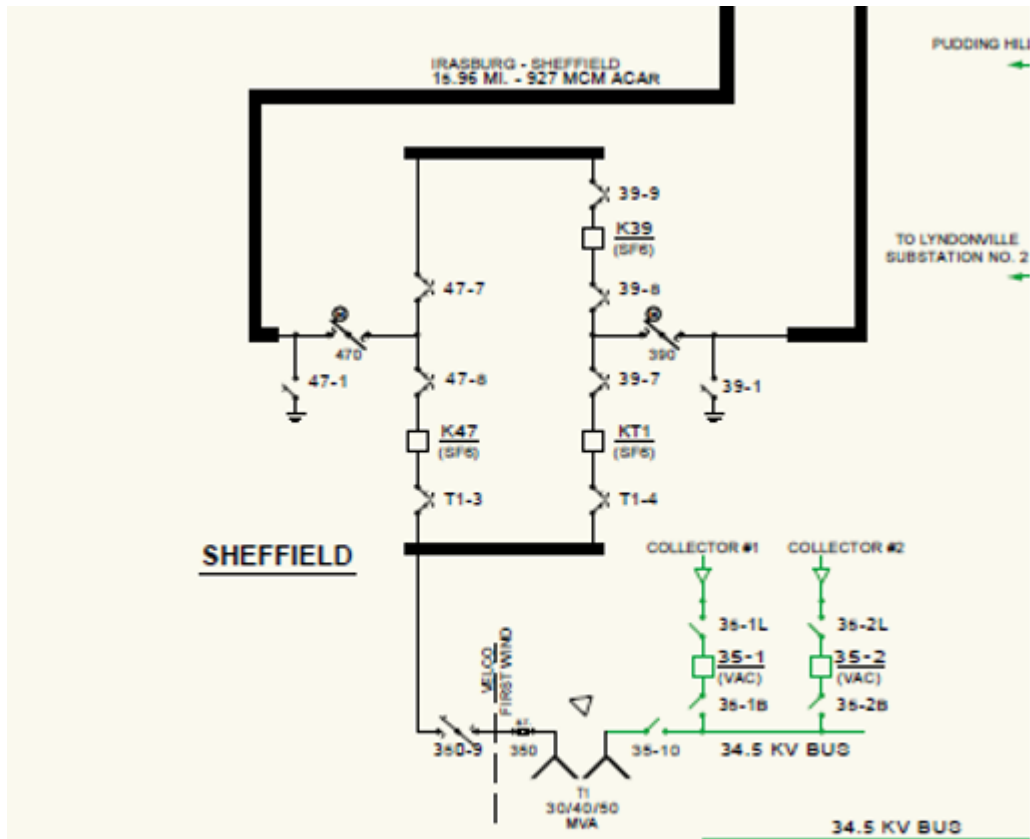 PUDDING HILL
IRASBURG - SHEFFIELD
15.96 MI. - 927 MCM ACAR
39-9
K39
(SF6)
TO LYNDONVILLE
SUBSTATION NO. 2
47-7
39-8
470
390
47-1
47-8
39-7
39-1
K47
(SF6)
KT1
(SF6)
T1-3
T1-4
SHEFFIELD
COLLECTOR #1
COLLECTOR #2
35-1L
35-2L
35-1
(VAC)
35-2
(VAC)
VELCO
FIRST WIND
35-1B
35-2B
350-9
350
35-10
34.5 KV BUS
T1
30/40/50
MVA
34.5 KV BUS